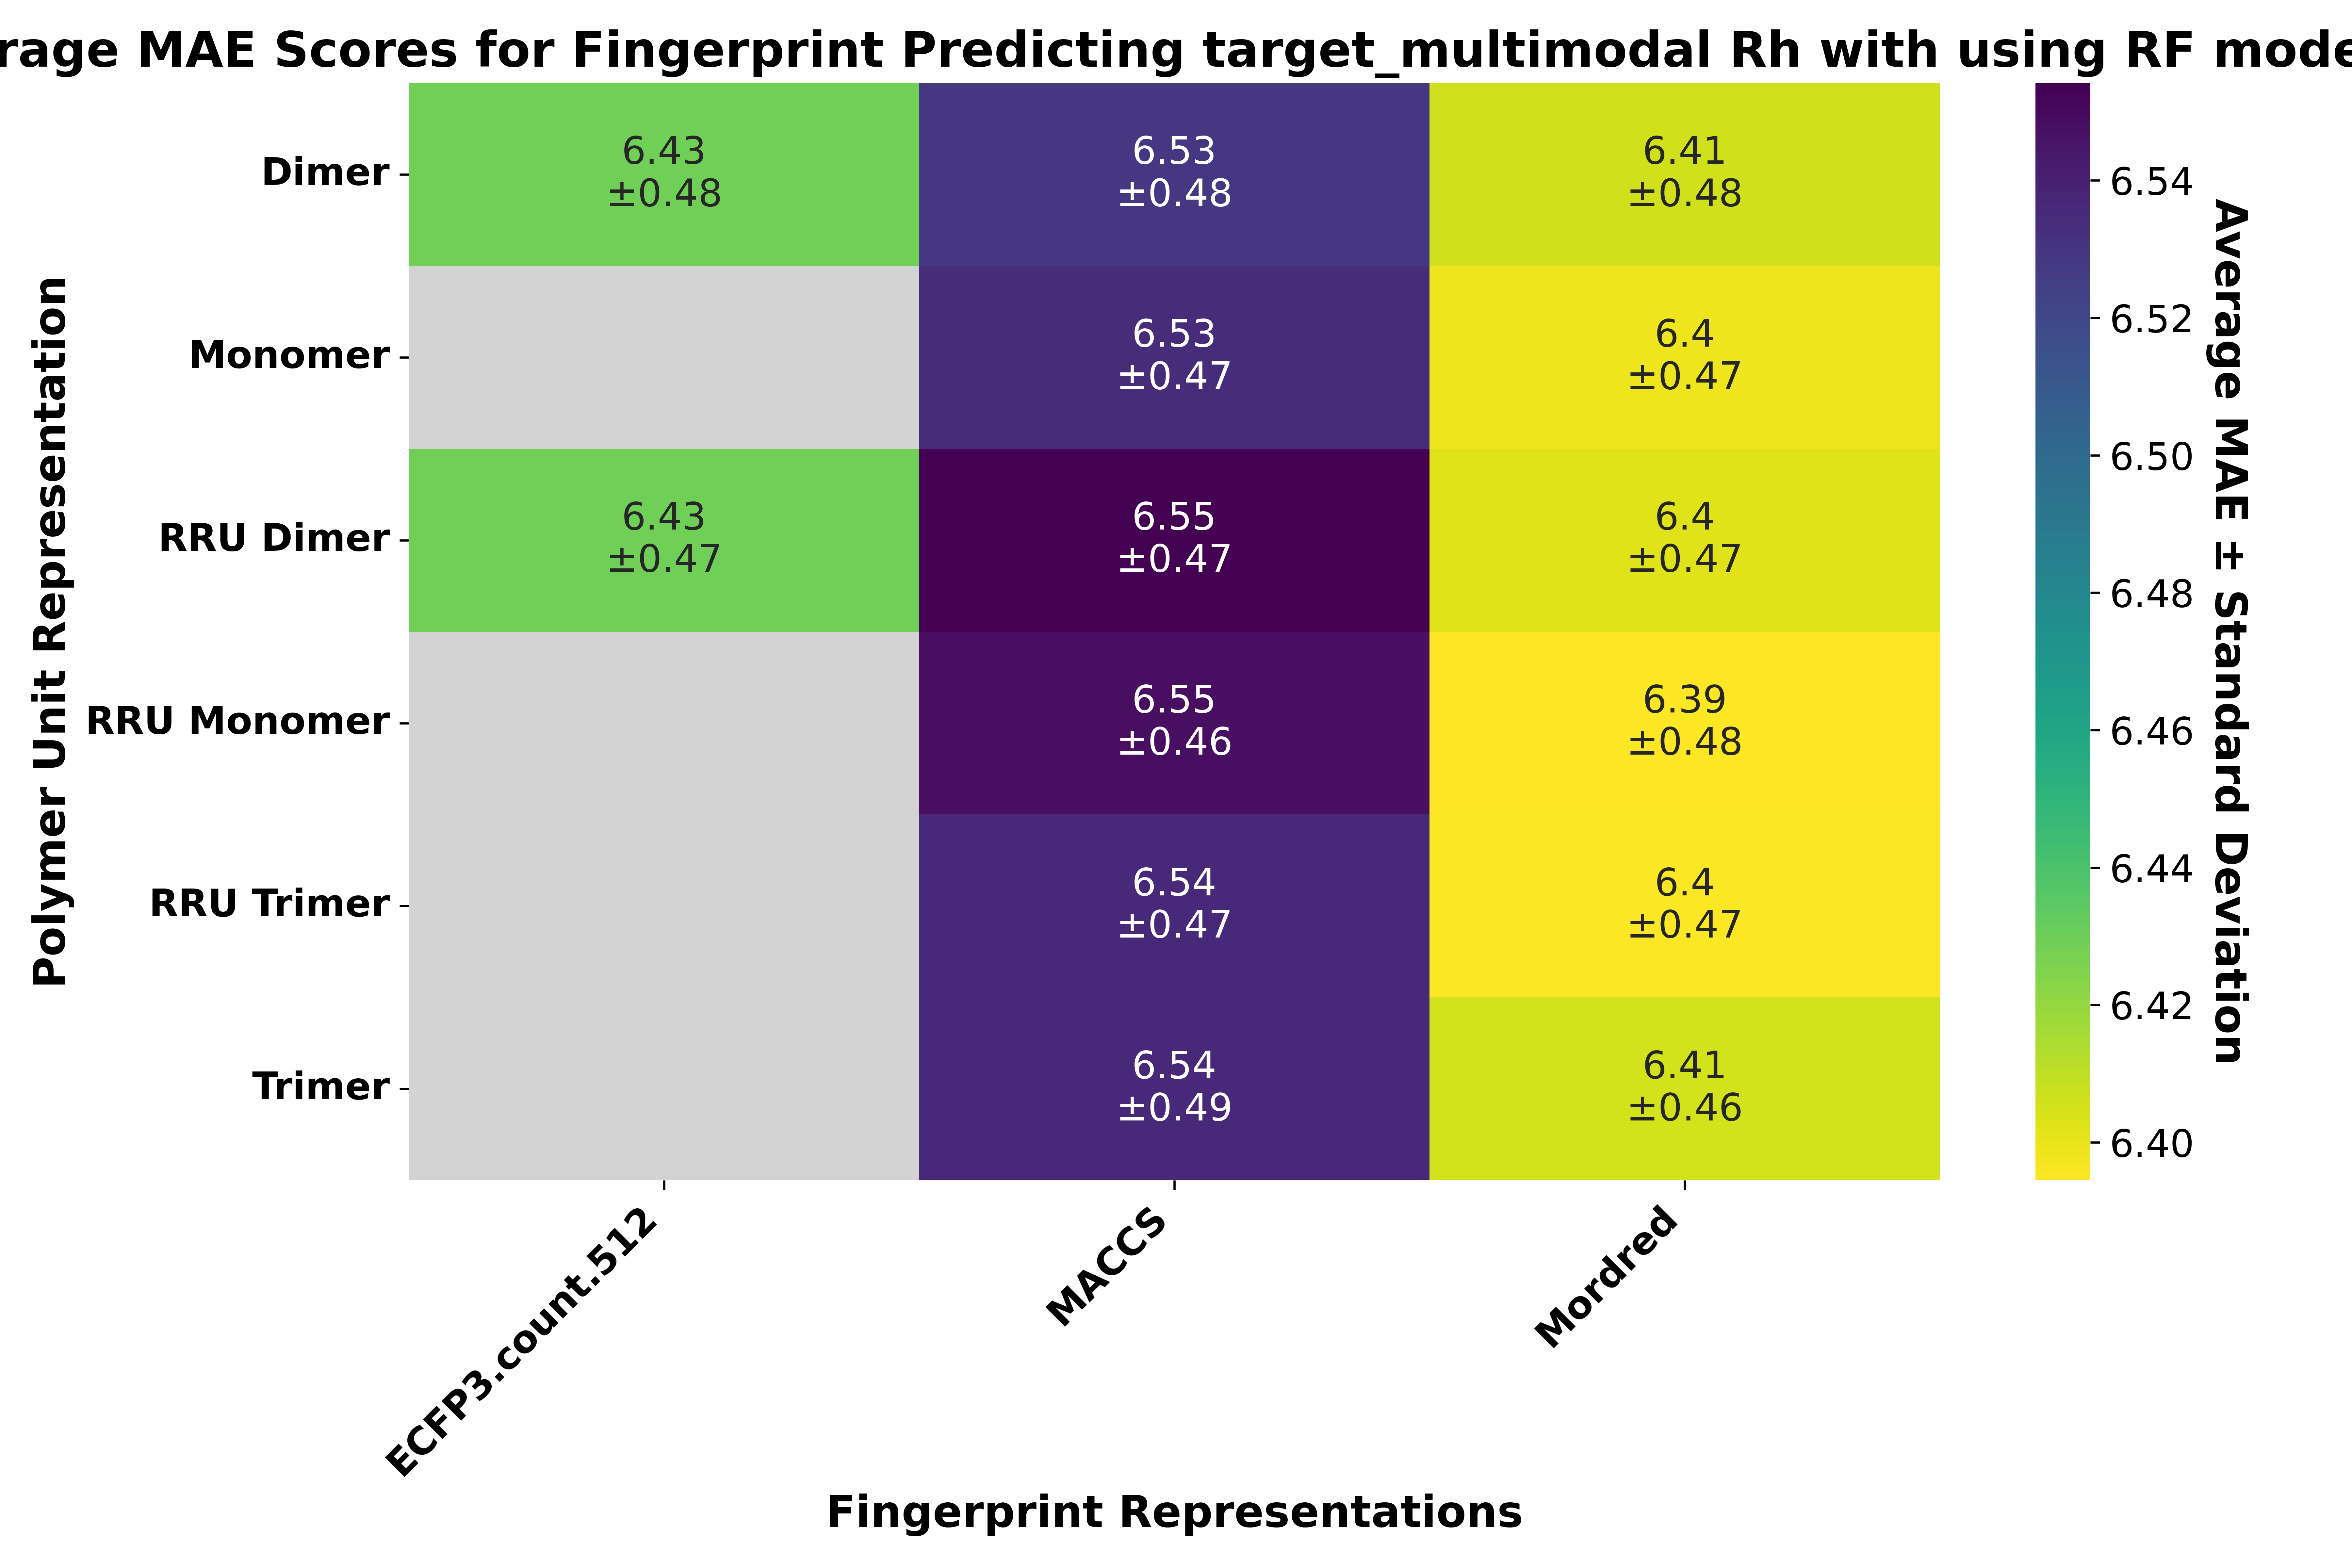 rage MAE Scores for Fingerprint Predicting target_multimodal Rh with using RF mode
Polymer Unit Representation
Dimer
6.43
±0.48
6.53
±0.48
6.41
±0.48
Monomer
6.53
±0.47
6.4
±0.47
RRU Dimer
6.43
±0.47
6.55
±0.47
6.4
±0.47
RRU Monomer
6.55
±0.46
6.39
±0.48
RRU Trimer
6.54
±0.47
6.4
±0.47
Trimer
6.54
±0.49
6.41
±0.46
ECFP3.count.512
MACCS
Mordred
Fingerprint Representations
6.54
6.52
6.50
6.48
6.46
6.44
6.42
6.40
Average MAE ± Standard Deviation